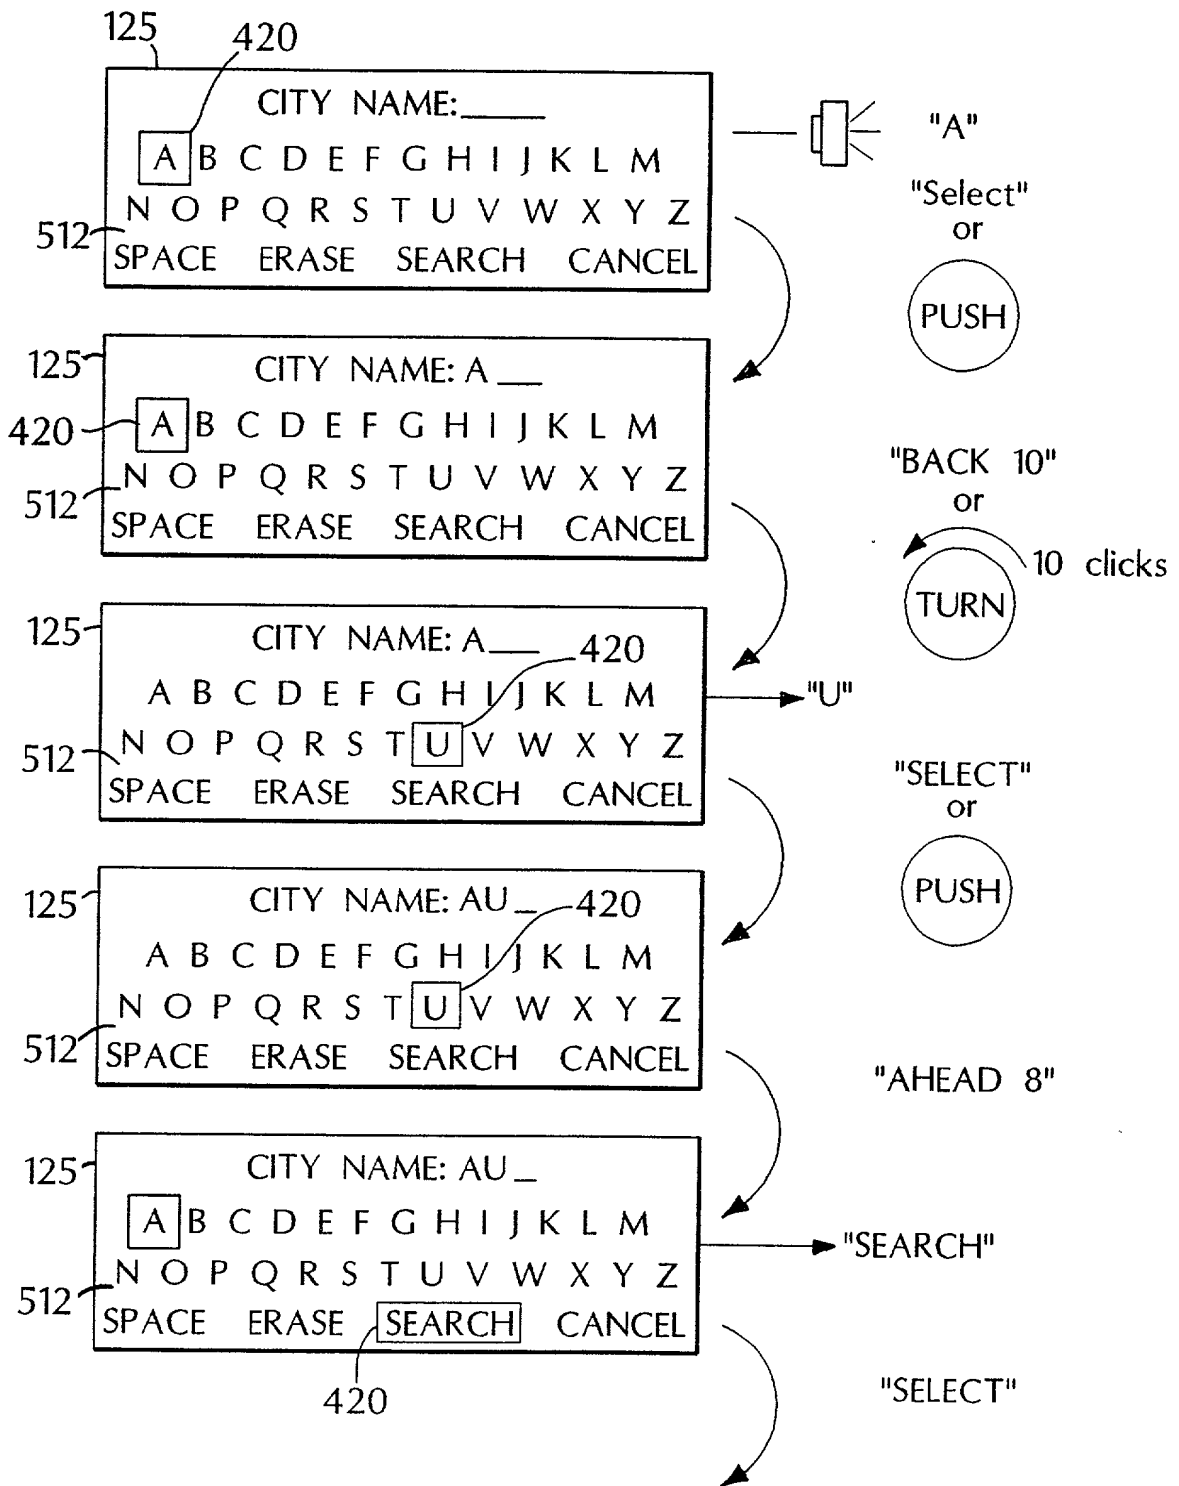 125
420
CITY NAME:____
A B C D E F G H I J K L M
N O P Q R S T U V W X Y Z
512
SPACE ERASE SEARCH CANCEL
"A"
"Select"
or
PUSH
125
CITY NAME: A __
420
A B C D E F G H I J K L M
N O P Q R S T U V W X Y Z
512
SPACE ERASE SEARCH CANCEL
"BACK 10"
or
10 clicks
TURN
125
CITY NAME: A___
420
A B C D E F G H I J K L M
"U"
N O P Q R S T U V W X Y Z
512
SPACE ERASE SEARCH CANCEL
"SELECT"
or
PUSH
125
CITY NAME: AU _
420
A B C D E F G H I J K L M
N O P Q R S T U V W X Y Z
512
SPACE ERASE SEARCH CANCEL
"AHEAD 8"
125
CITY NAME: AU _
A B C D E F G H I J K L M
"SEARCH"
N O P Q R S T U V W X Y Z
512
SPACE ERASE SEARCH CANCEL
420
"SELECT"